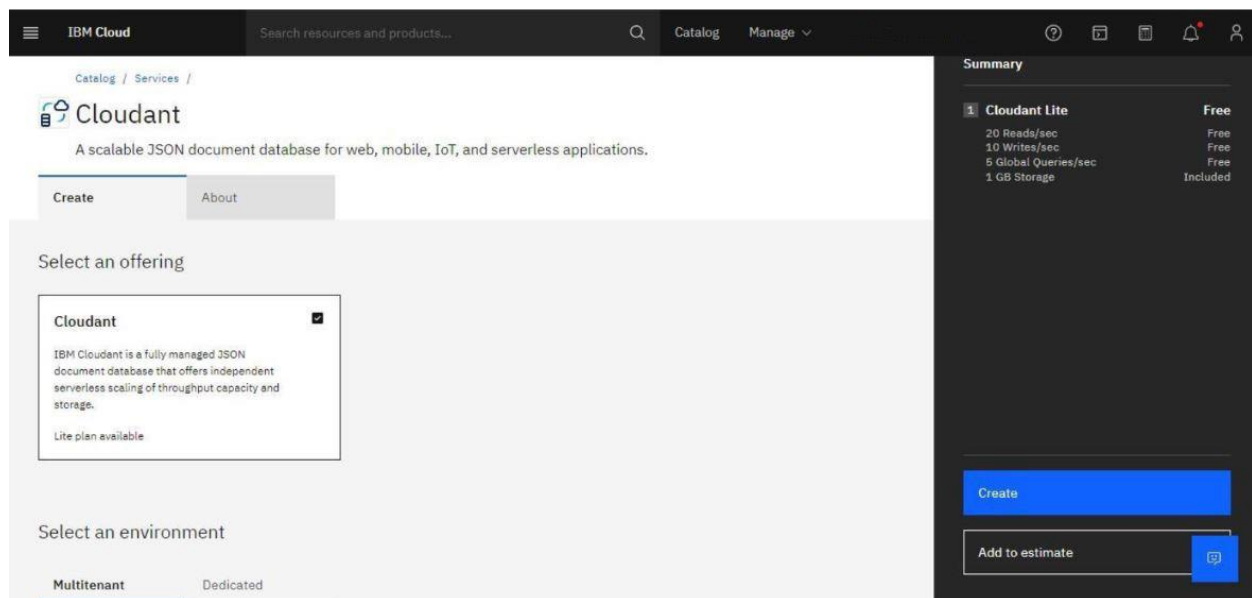 IBM Cloud
Search resources and products...
Catalog
Manage
Catalog / Services /
Cloudant
A scalable JSON document database for web, mobile, IoT, and serverless applications.
Create
About
Select an offering
Cloudant
IBM Cloudant is a fully managed JSON
document database that offers independent
serverless scaling of throughput capacity and
storage.
Lite plan available
Select an environment
Multitenant
Dedicated
Summary
1 Cloudant Lite Free
20 Reads/sec Free
10 Writes/sec Free
5 Global Queries/sec Free
1 GB Storage Included
Create
Add to estimate